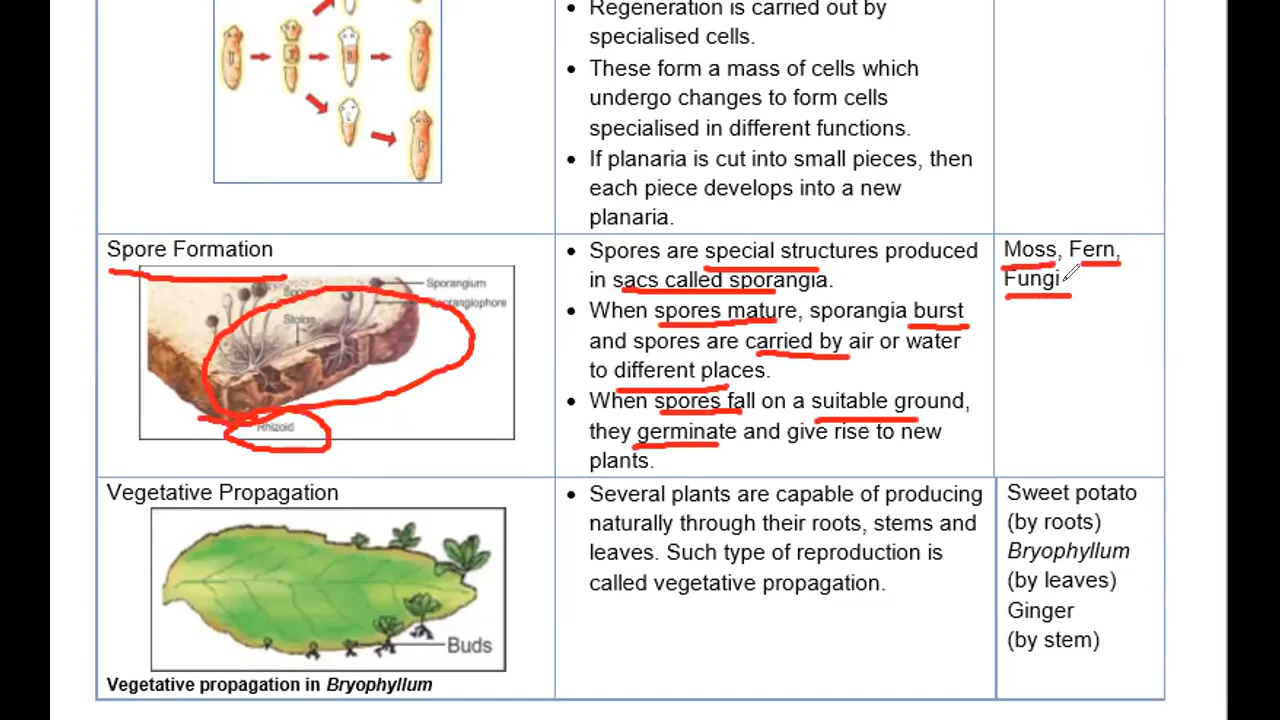 Regeneration is carried out by
specialised cells.
These form a mass of cells which
undergo changes to form cells
specialised in different functions.
If planaria is cut into small pieces, then
each piece develops into a new
planaria.
Spore Formation
Sporangium
Sporangiophore
Stolon
Rhizoid
Spores are special structures produced
in sacs called sporangia.
When spores mature, sporangia burst
and spores are carried by air or water
to different places.
When spores fall on a suitable ground,
they germinate and give rise to new
plants.
Moss, Fern,
Fungi
Vegetative Propagation
Buds
Vegetative propagation in Bryophyllum
Several plants are capable of producing
naturally through their roots, stems and
leaves. Such type of reproduction is
called vegetative propagation.
Sweet potato
(by roots)
Bryophyllum
(by leaves)
Ginger
(by stem)